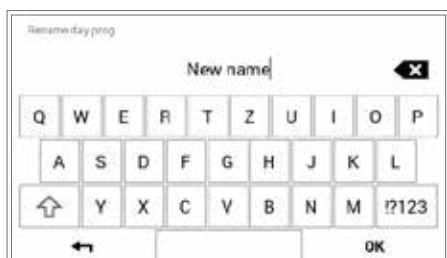 Rename day prog
New name
Q W E R T Z U I O P
A S D F G H J K L
Y X C V B N M !?123
OK